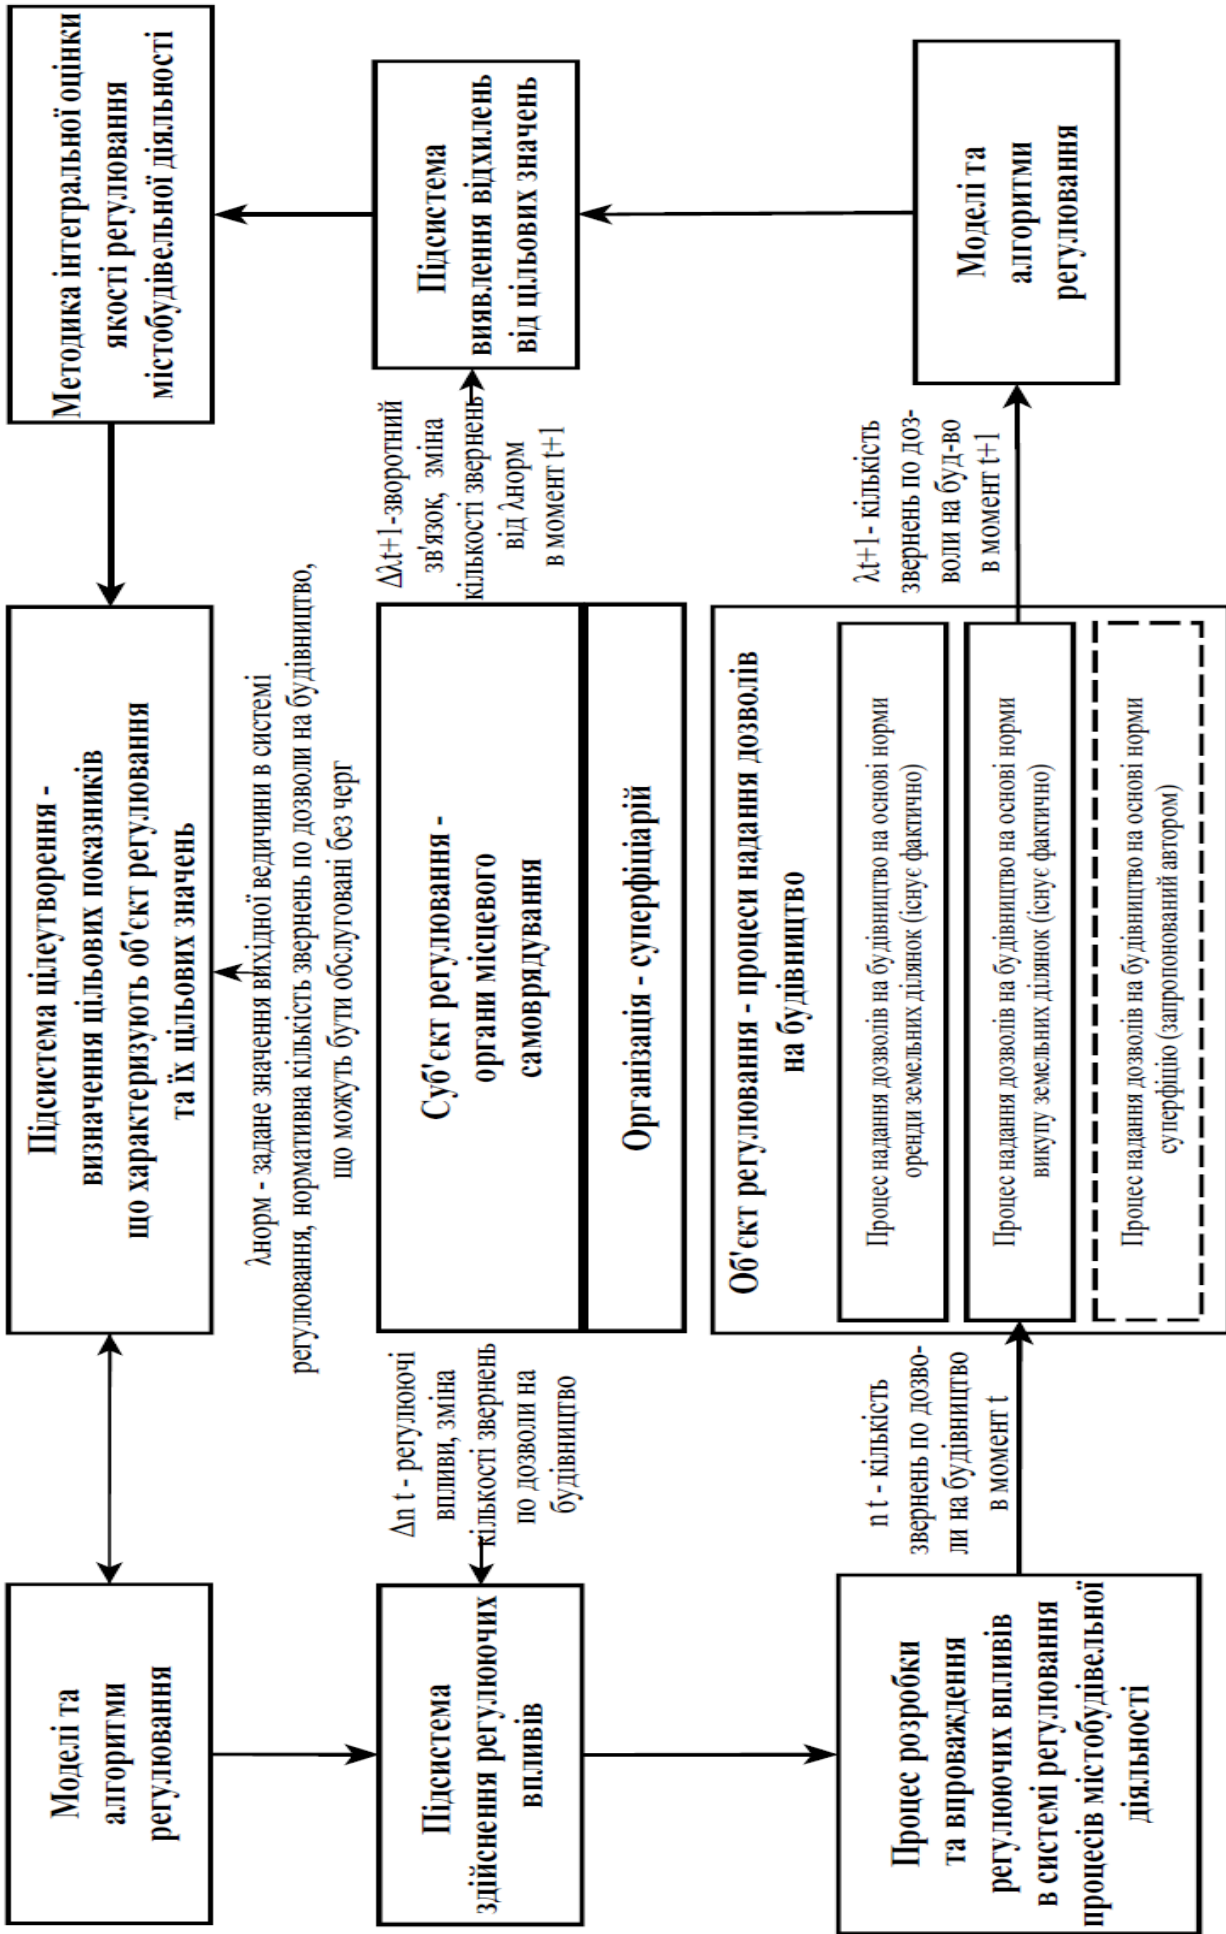 Моделі та
алгоритми
регулювання
Підсистема цілеутворення -
визначення цільових показників
що характеризують об'єкт регулювання
та їх цільових значень
Методика інтегральної оцінки
якості регулювання
містобудівельної діяльності
λнорм - задане значення вихідної ведичини в системі
регулювання, нормативна кількість звернень по дозволи на будівництво,
що можуть бути обслуговані без черг
Підсистема
здійснення регулюючих
впливів
Δn t - регулюючі
впливи, зміна
кількості звернень
по дозволи на
будівництво
Суб'єкт регулювання -
органи місцевого
самоврядування
Організація - суперфіціарій
Δλt+1-зворотний
зв'язок, зміна
кількості звернень
від λнорм
в момент t+1
Підсистема
виявлення відхилень
від цільових значень
Процес розробки
та впроваждення
регулюючих впливів
в системі регулювання
процесів містобудівельної
діяльності
n t - кількість
звернень по дозво-
ли на будівництво
в момент t
Об'єкт регулювання - процеси надання дозволів
на будівництво
Процес надання дозволів на будівництво на основі норми
оренди земельних ділянок (існує фактично)
Процес надання дозволів на будівництво на основі норми
викупу земельних ділянок (існує фактично)
Процес надання дозволів на будівництво на основі норми
суперфіцію (запропонований автором)
λt+1- кількість
звернень по доз-
воли на буд-во
в момент t+1
Моделі та
алгоритми
регулювання